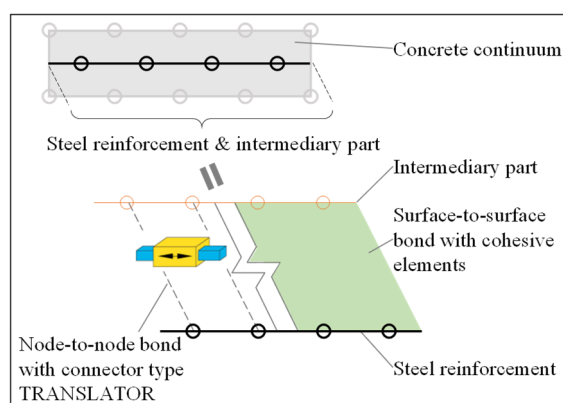 Concrete continuum
Steel reinforcement & intermediary part
Intermediary part
Surface-to-surface
bond with cohesive
elements
Node-to-node bond
with connector type
TRANSLATOR
Steel reinforcement